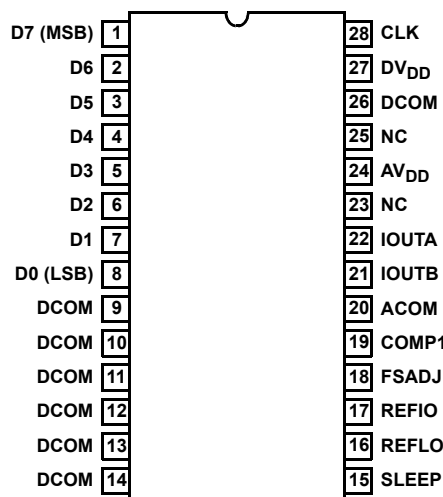 D7 (MSB) 1 28 CLK
D6 2 27 DVDD
D5 3 26 DCOM
D4 4 25 NC
D3 5 24 AVDD
D2 6 23 NC
D1 7 22 IOUTA
D0 (LSB) 8 21 IOUTB
DCOM 9 20 ACOM
DCOM 10 19 COMP1
DCOM 11 18 FSADJ
DCOM 12 17 REFIO
DCOM 13 16 REFLO
DCOM 14 15 SLEEP